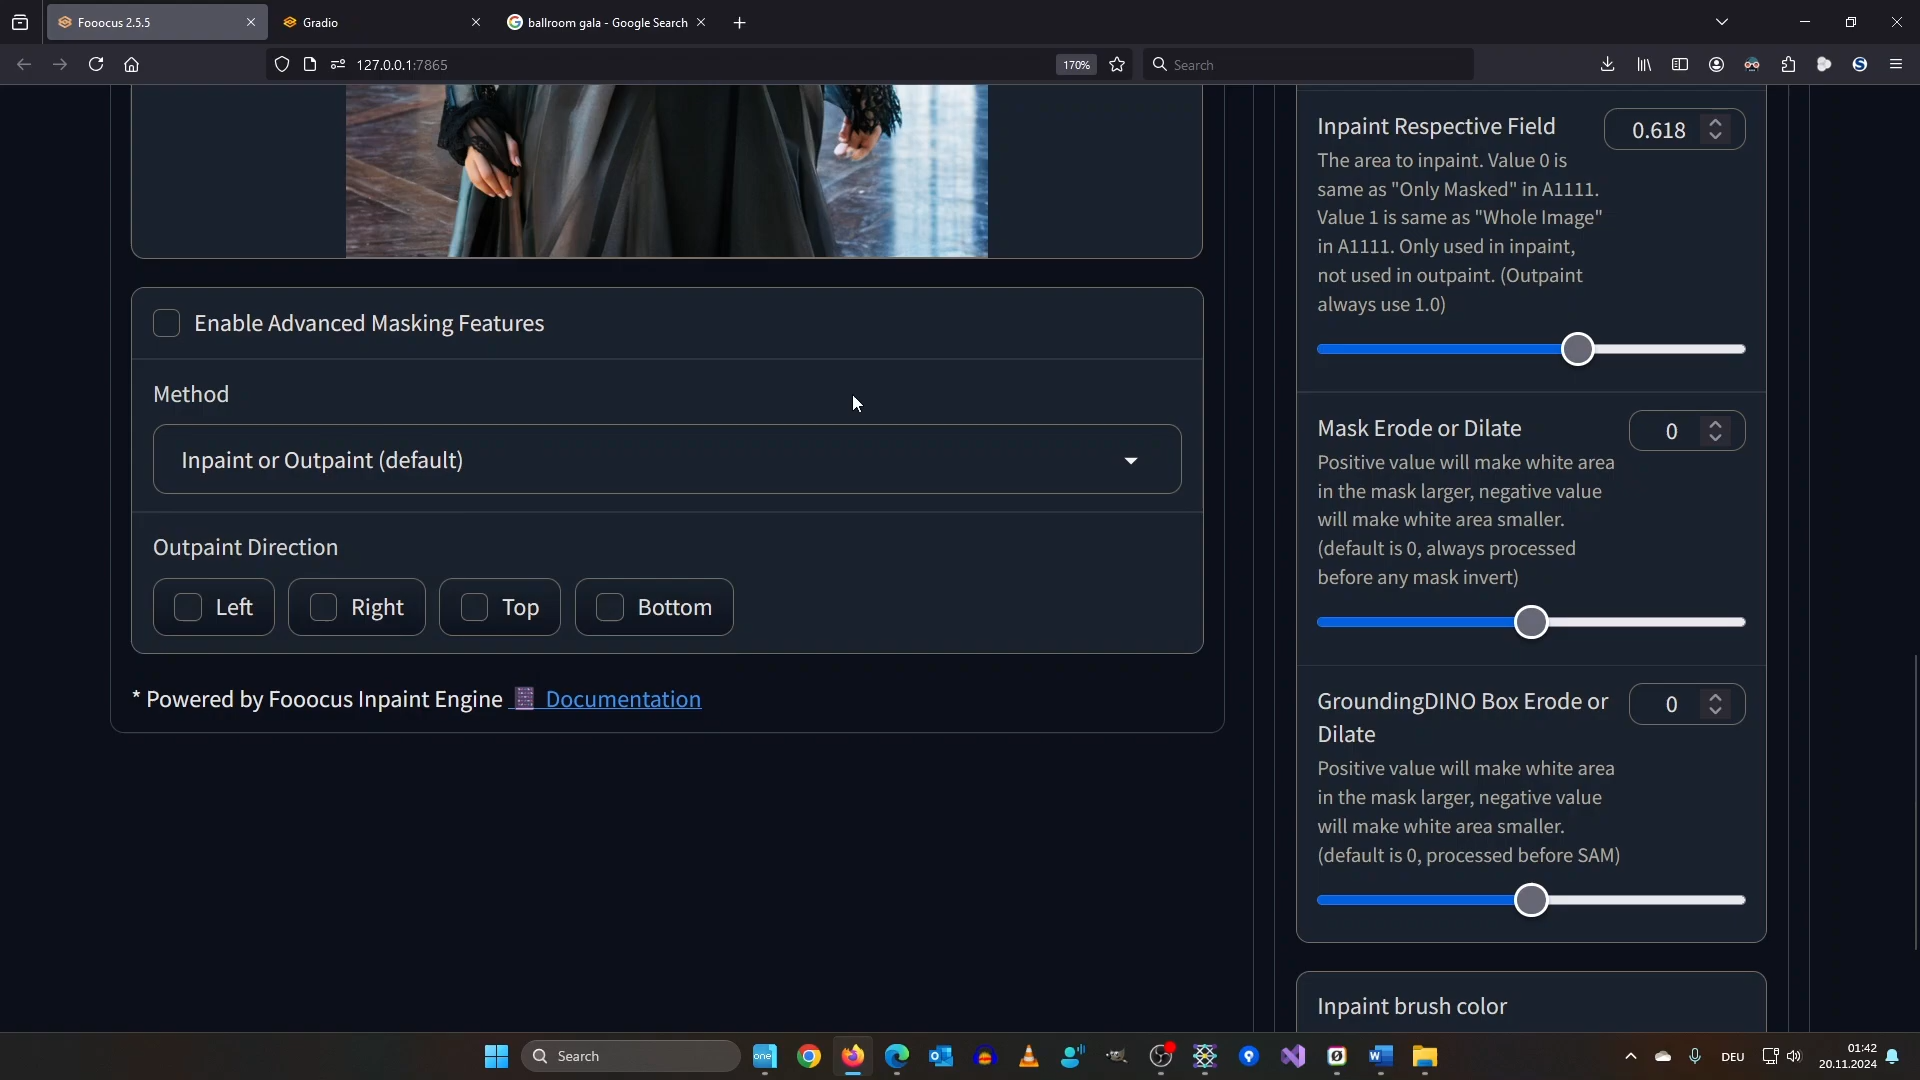 Fooocus 2.5.5
Gradio
ballroom gala - Google Search
127.0.0.1:7865
170%
Search
Inpaint Respective Field
0.618
The area to inpaint. Value 0 is
same as "Only Masked" in A1111.
Value 1 is same as "Whole Image"
in A1111. Only used in inpaint,
not used in outpaint. (Outpaint
always use 1.0)
Enable Advanced Masking Features
Method
Inpaint or Outpaint (default)
Outpaint Direction
Left
Right
Top
Bottom
* Powered by Fooocus Inpaint Engine Documentation
Mask Erode or Dilate
0
Positive value will make white area
in the mask larger, negative value
will make white area smaller.
(default is 0, always processed
before any mask invert)
GroundingDINO Box Erode or
Dilate
0
Positive value will make white area
in the mask larger, negative value
will make white area smaller.
(default is 0, processed before SAM)
Inpaint brush color
Search
one
DEU
01:42
20.11.2024